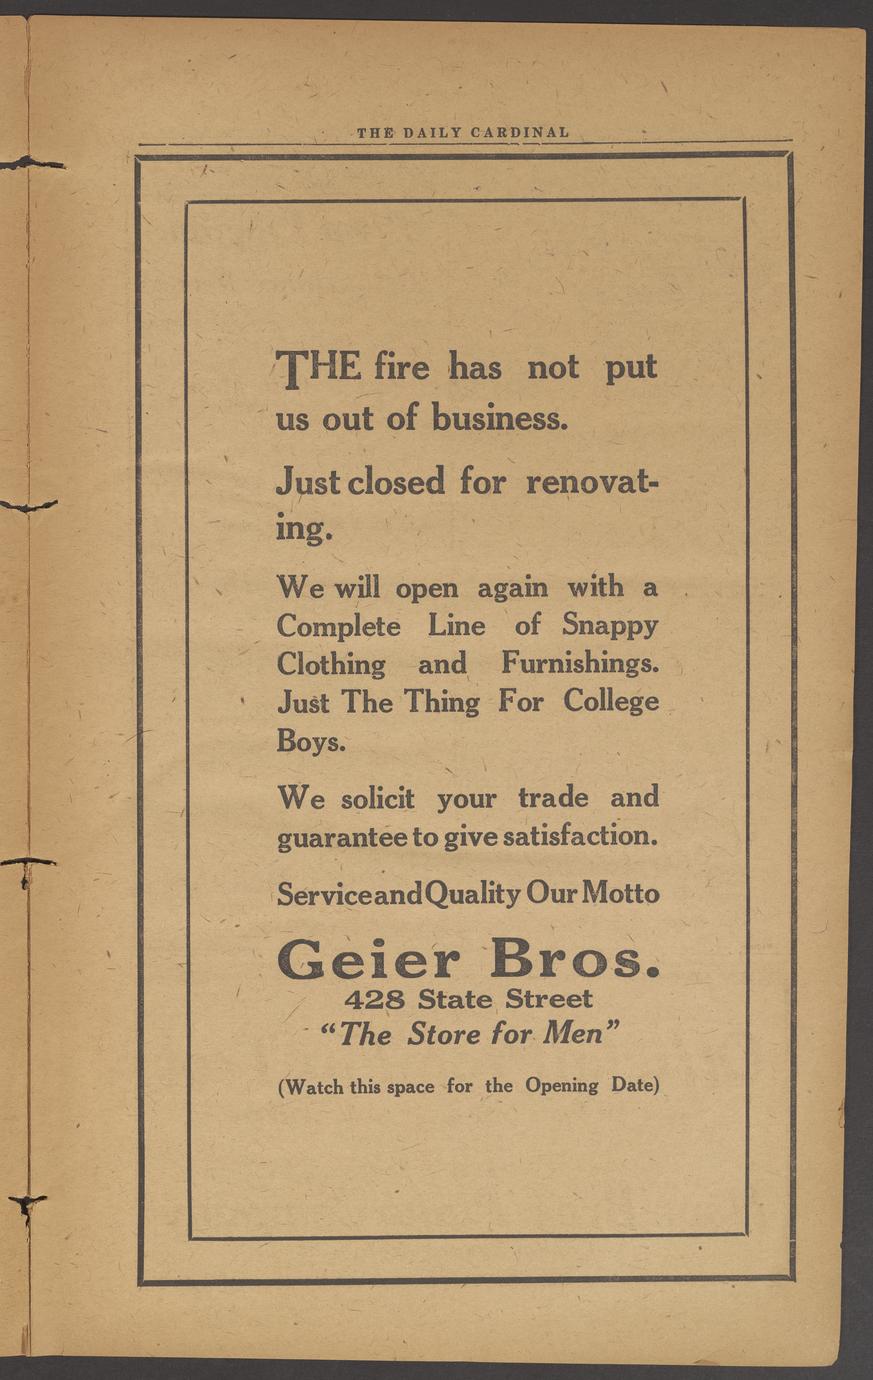 THE DAILY CARDINAL
THE fire has not put
us out of business.
Just closed for renovat-
ing.
We will open again with a
Complete Line of Snappy
Clothing and Furnishings.
Just The Thing For College
Boys.
We solicit your trade and
guarantee to give satisfaction.
Service and Quality Our Motto
Geier Bros.
428 State Street
"The Store for Men"
(Watch this space for the Opening Date)